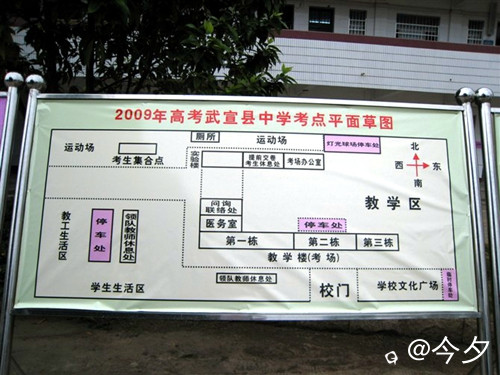 2009年高考武宣县中学考点平面草图
厕所
运动场
灯光球场停车处
运动场
考生集合点
实验楼
提前交卷
考生休息处
考场办公室
北
西
东
南
问询
联络处
医务室
教学区
教工生活区
停车处
领队教师休息处
停车处
第一栋
第二栋
第三栋
教学楼(考场)
学生生活区
领队教师休息处
校门
学校文化广场
临时停车处
@今夕